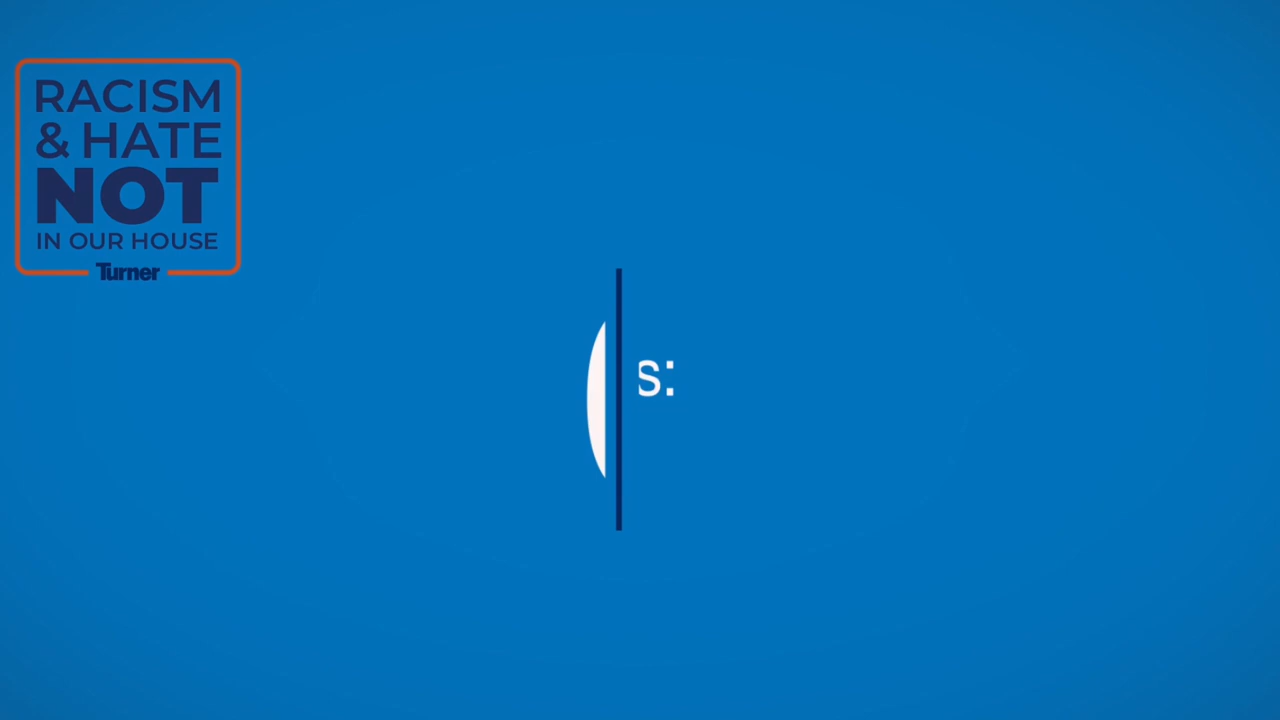 RACISM
& HATE
NOT
IN OUR HOUSE
Turner
s: